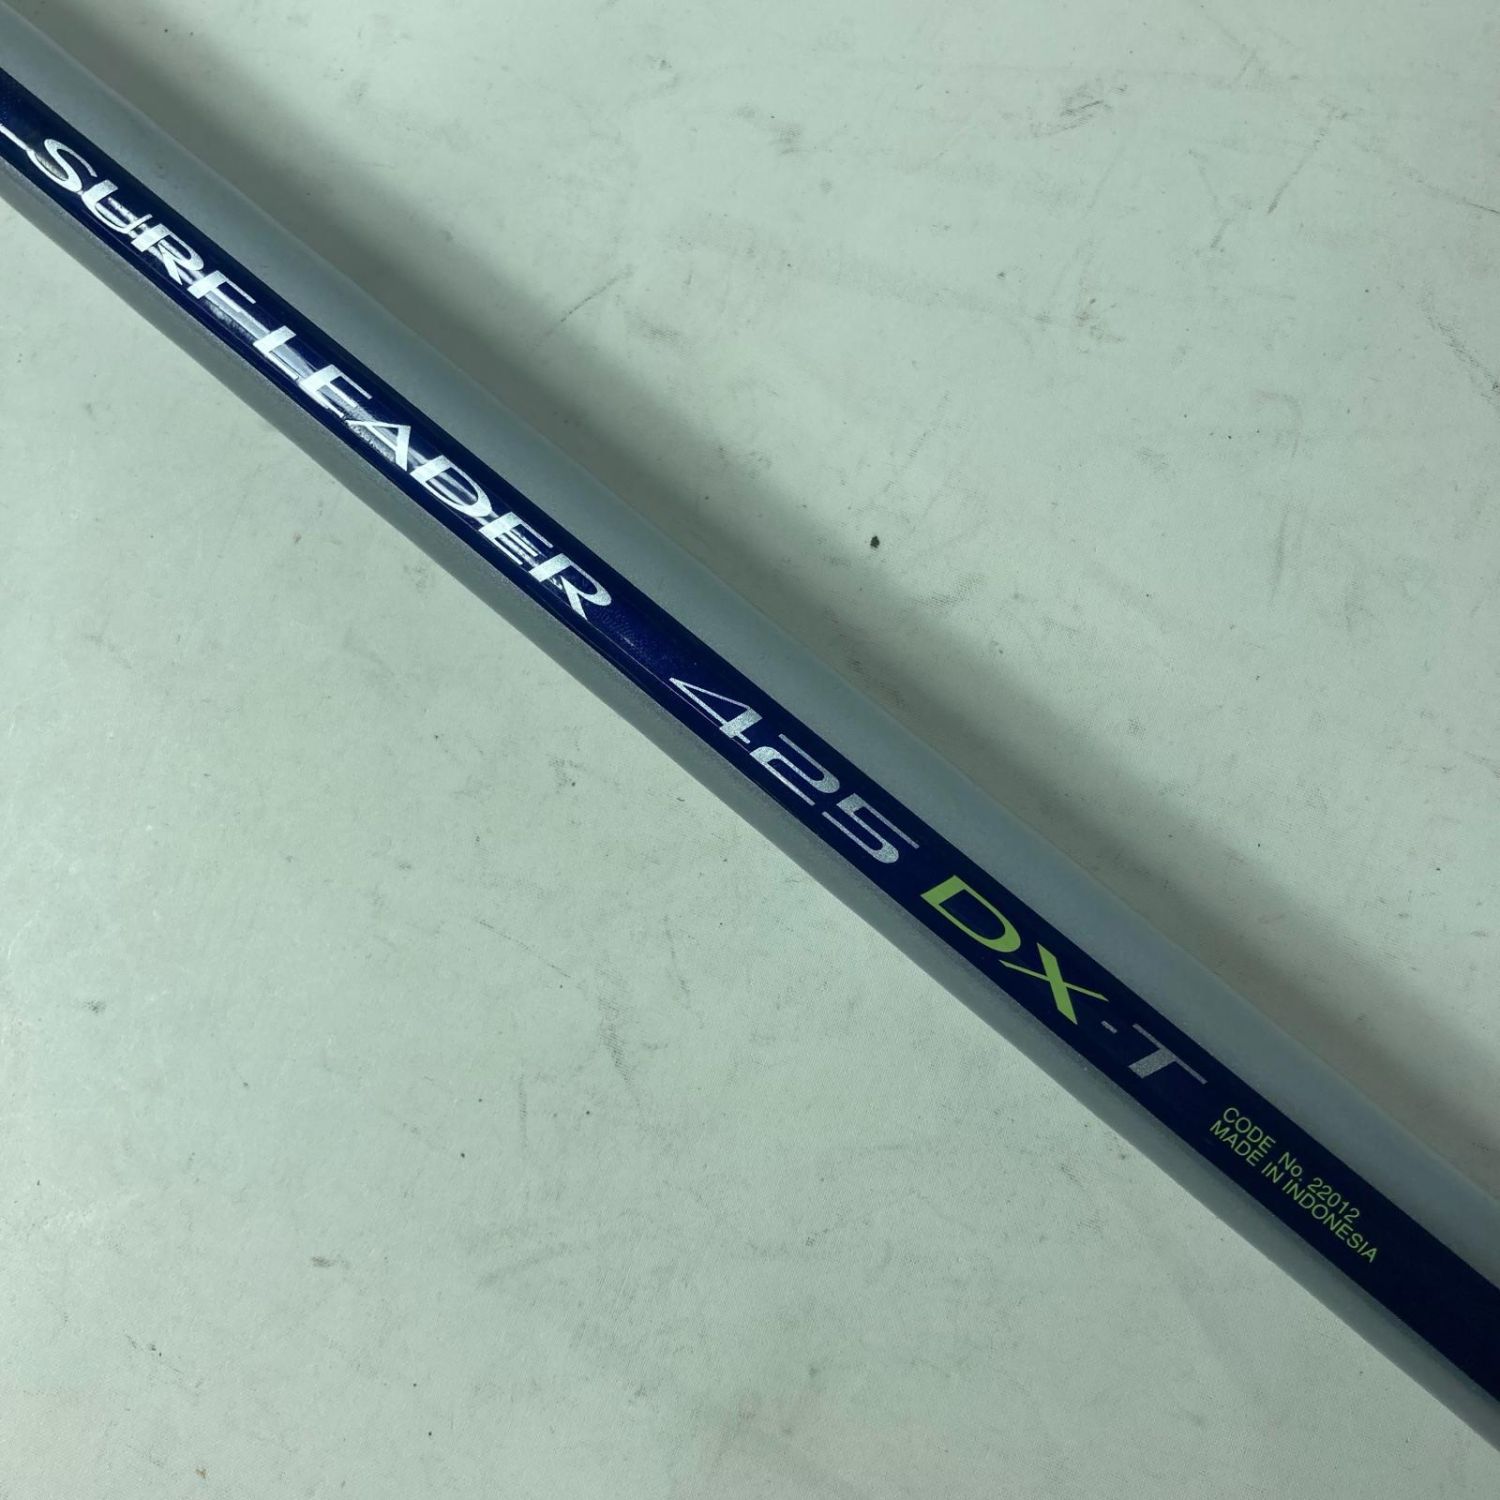 SURF LEADER 425 DX-T
CODE No. 22012
MADE IN INDONESIA